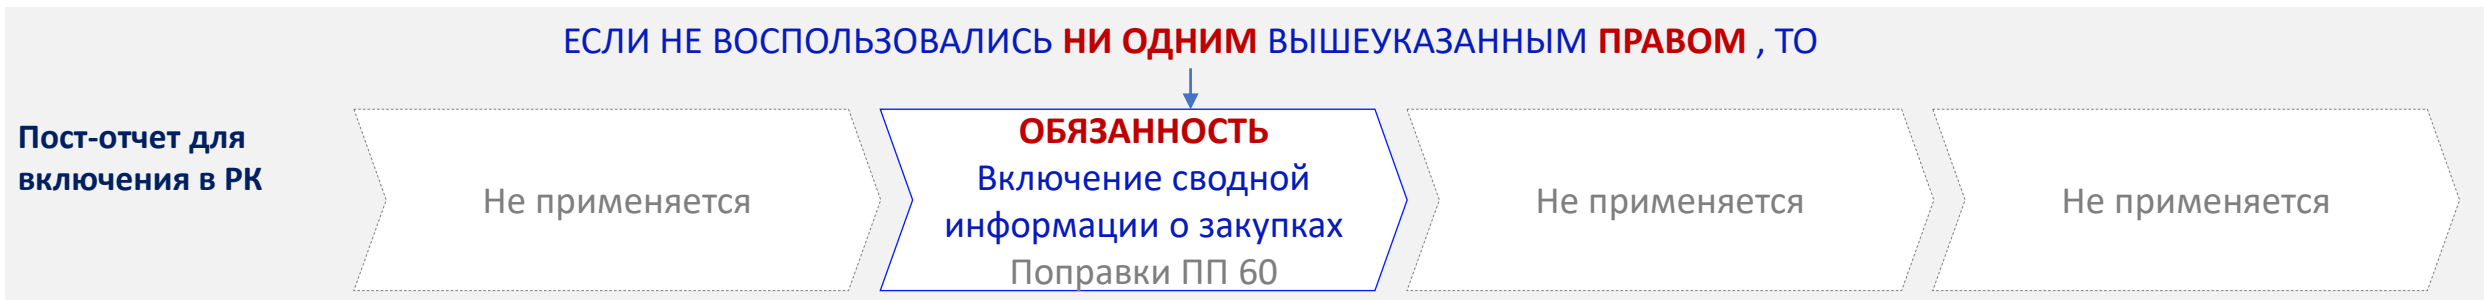 ЕСЛИ НЕ ВОСПОЛЬЗОВАЛИСЬ НИ ОДНИМ ВЫШЕУКАЗАННЫМ ПРАВОМ , ТО
Пост-отчет для
включения в РК
Не применяется
ОБЯЗАННОСТЬ
Включение сводной
информации о закупках
Поправки ПП 60
Не применяется
Не применяется